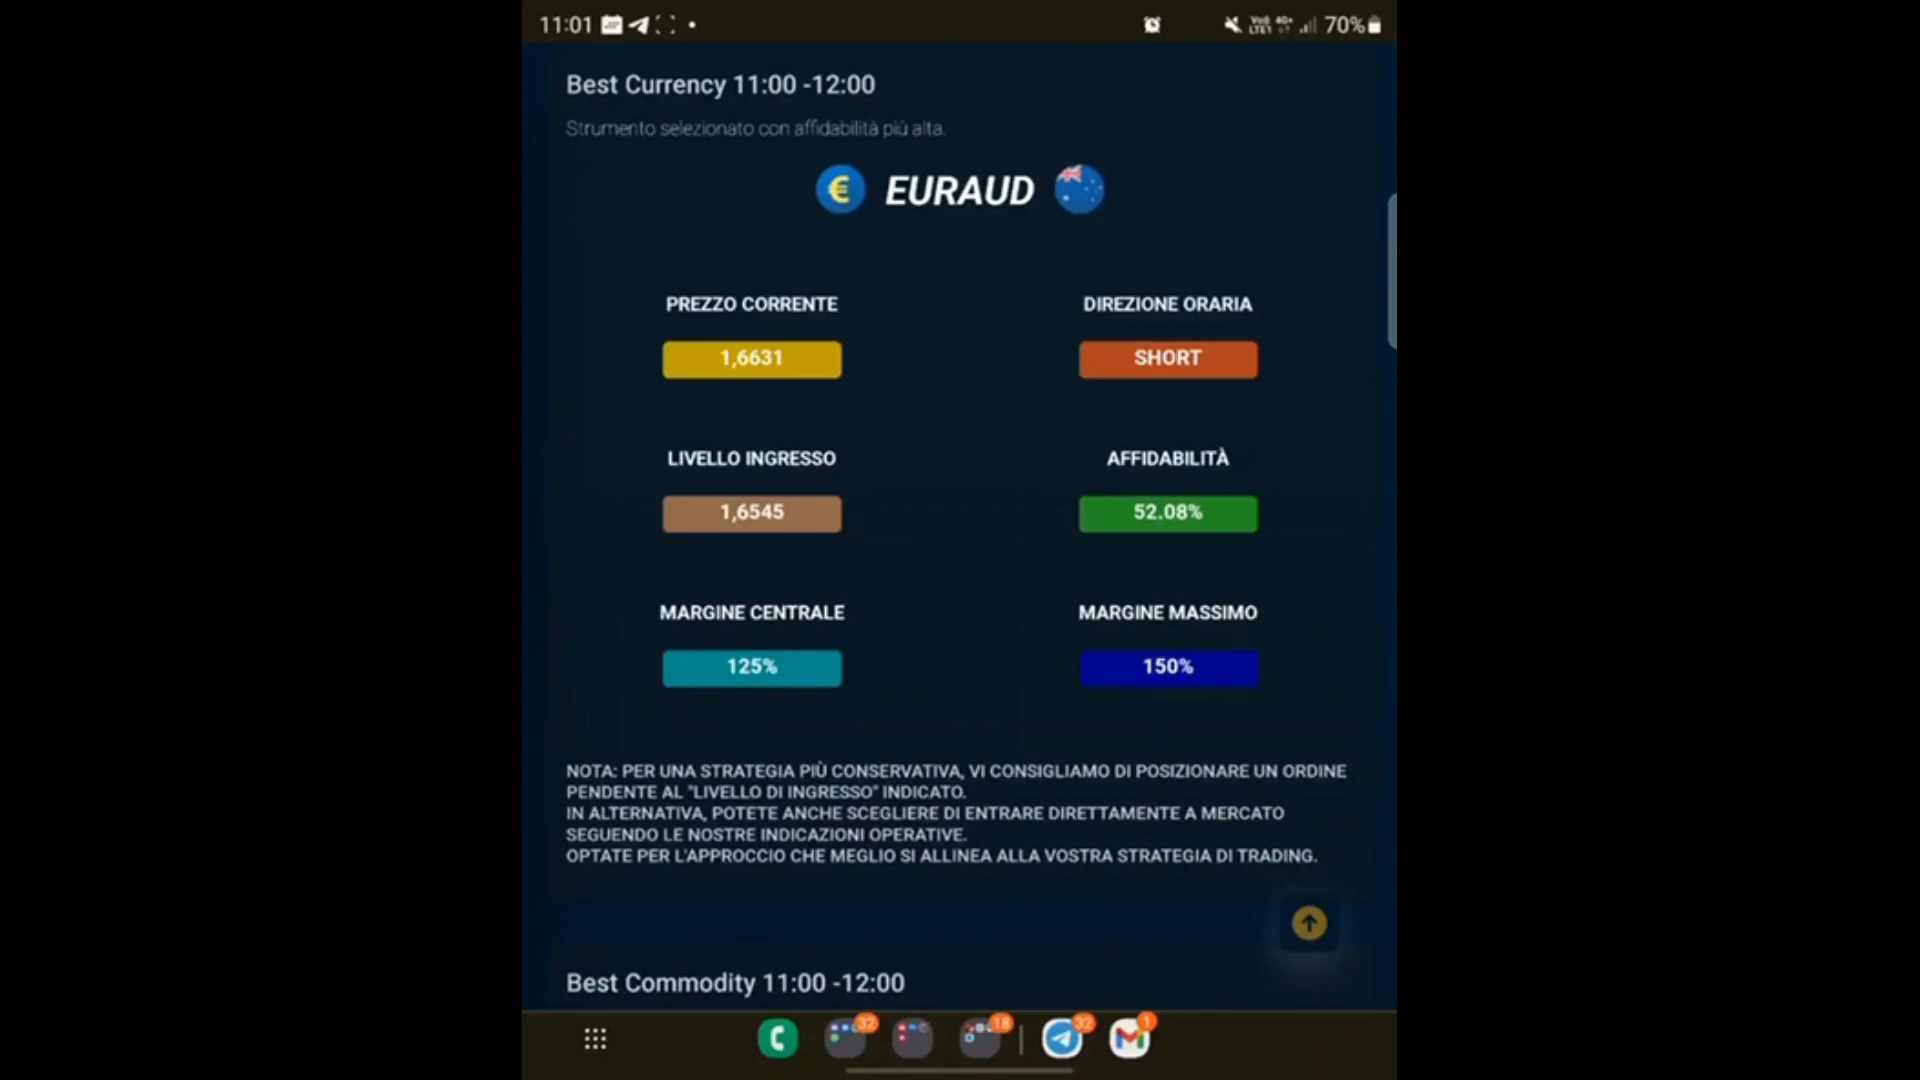 11:01
70%
Best Currency 11:00 -12:00
Strumento selezionato con affidabilità più alta.
EURAUD
PREZZO CORRENTE
DIREZIONE ORARIA
1,6631
SHORT
LIVELLO INGRESSO
AFFIDABILITÀ
1,6545
52.08%
MARGINE CENTRALE
MARGINE MASSIMO
125%
150%
NOTA: PER UNA STRATEGIA PIÙ CONSERVATIVA, VI CONSIGLIAMO DI POSIZIONARE UN ORDINE
PENDENTE AL "LIVELLO DI INGRESSO" INDICATO.
IN ALTERNATIVA, POTETE ANCHE SCEGLIERE DI ENTRARE DIRETTAMENTE A MERCATO
SEGUENDO LE NOSTRE INDICAZIONI OPERATIVE.
OPTATE PER L'APPROCCIO CHE MEGLIO SI ALLINEA ALLA VOSTRA STRATEGIA DI TRADING.
Best Commodity 11:00 -12:00
32
18
32
1